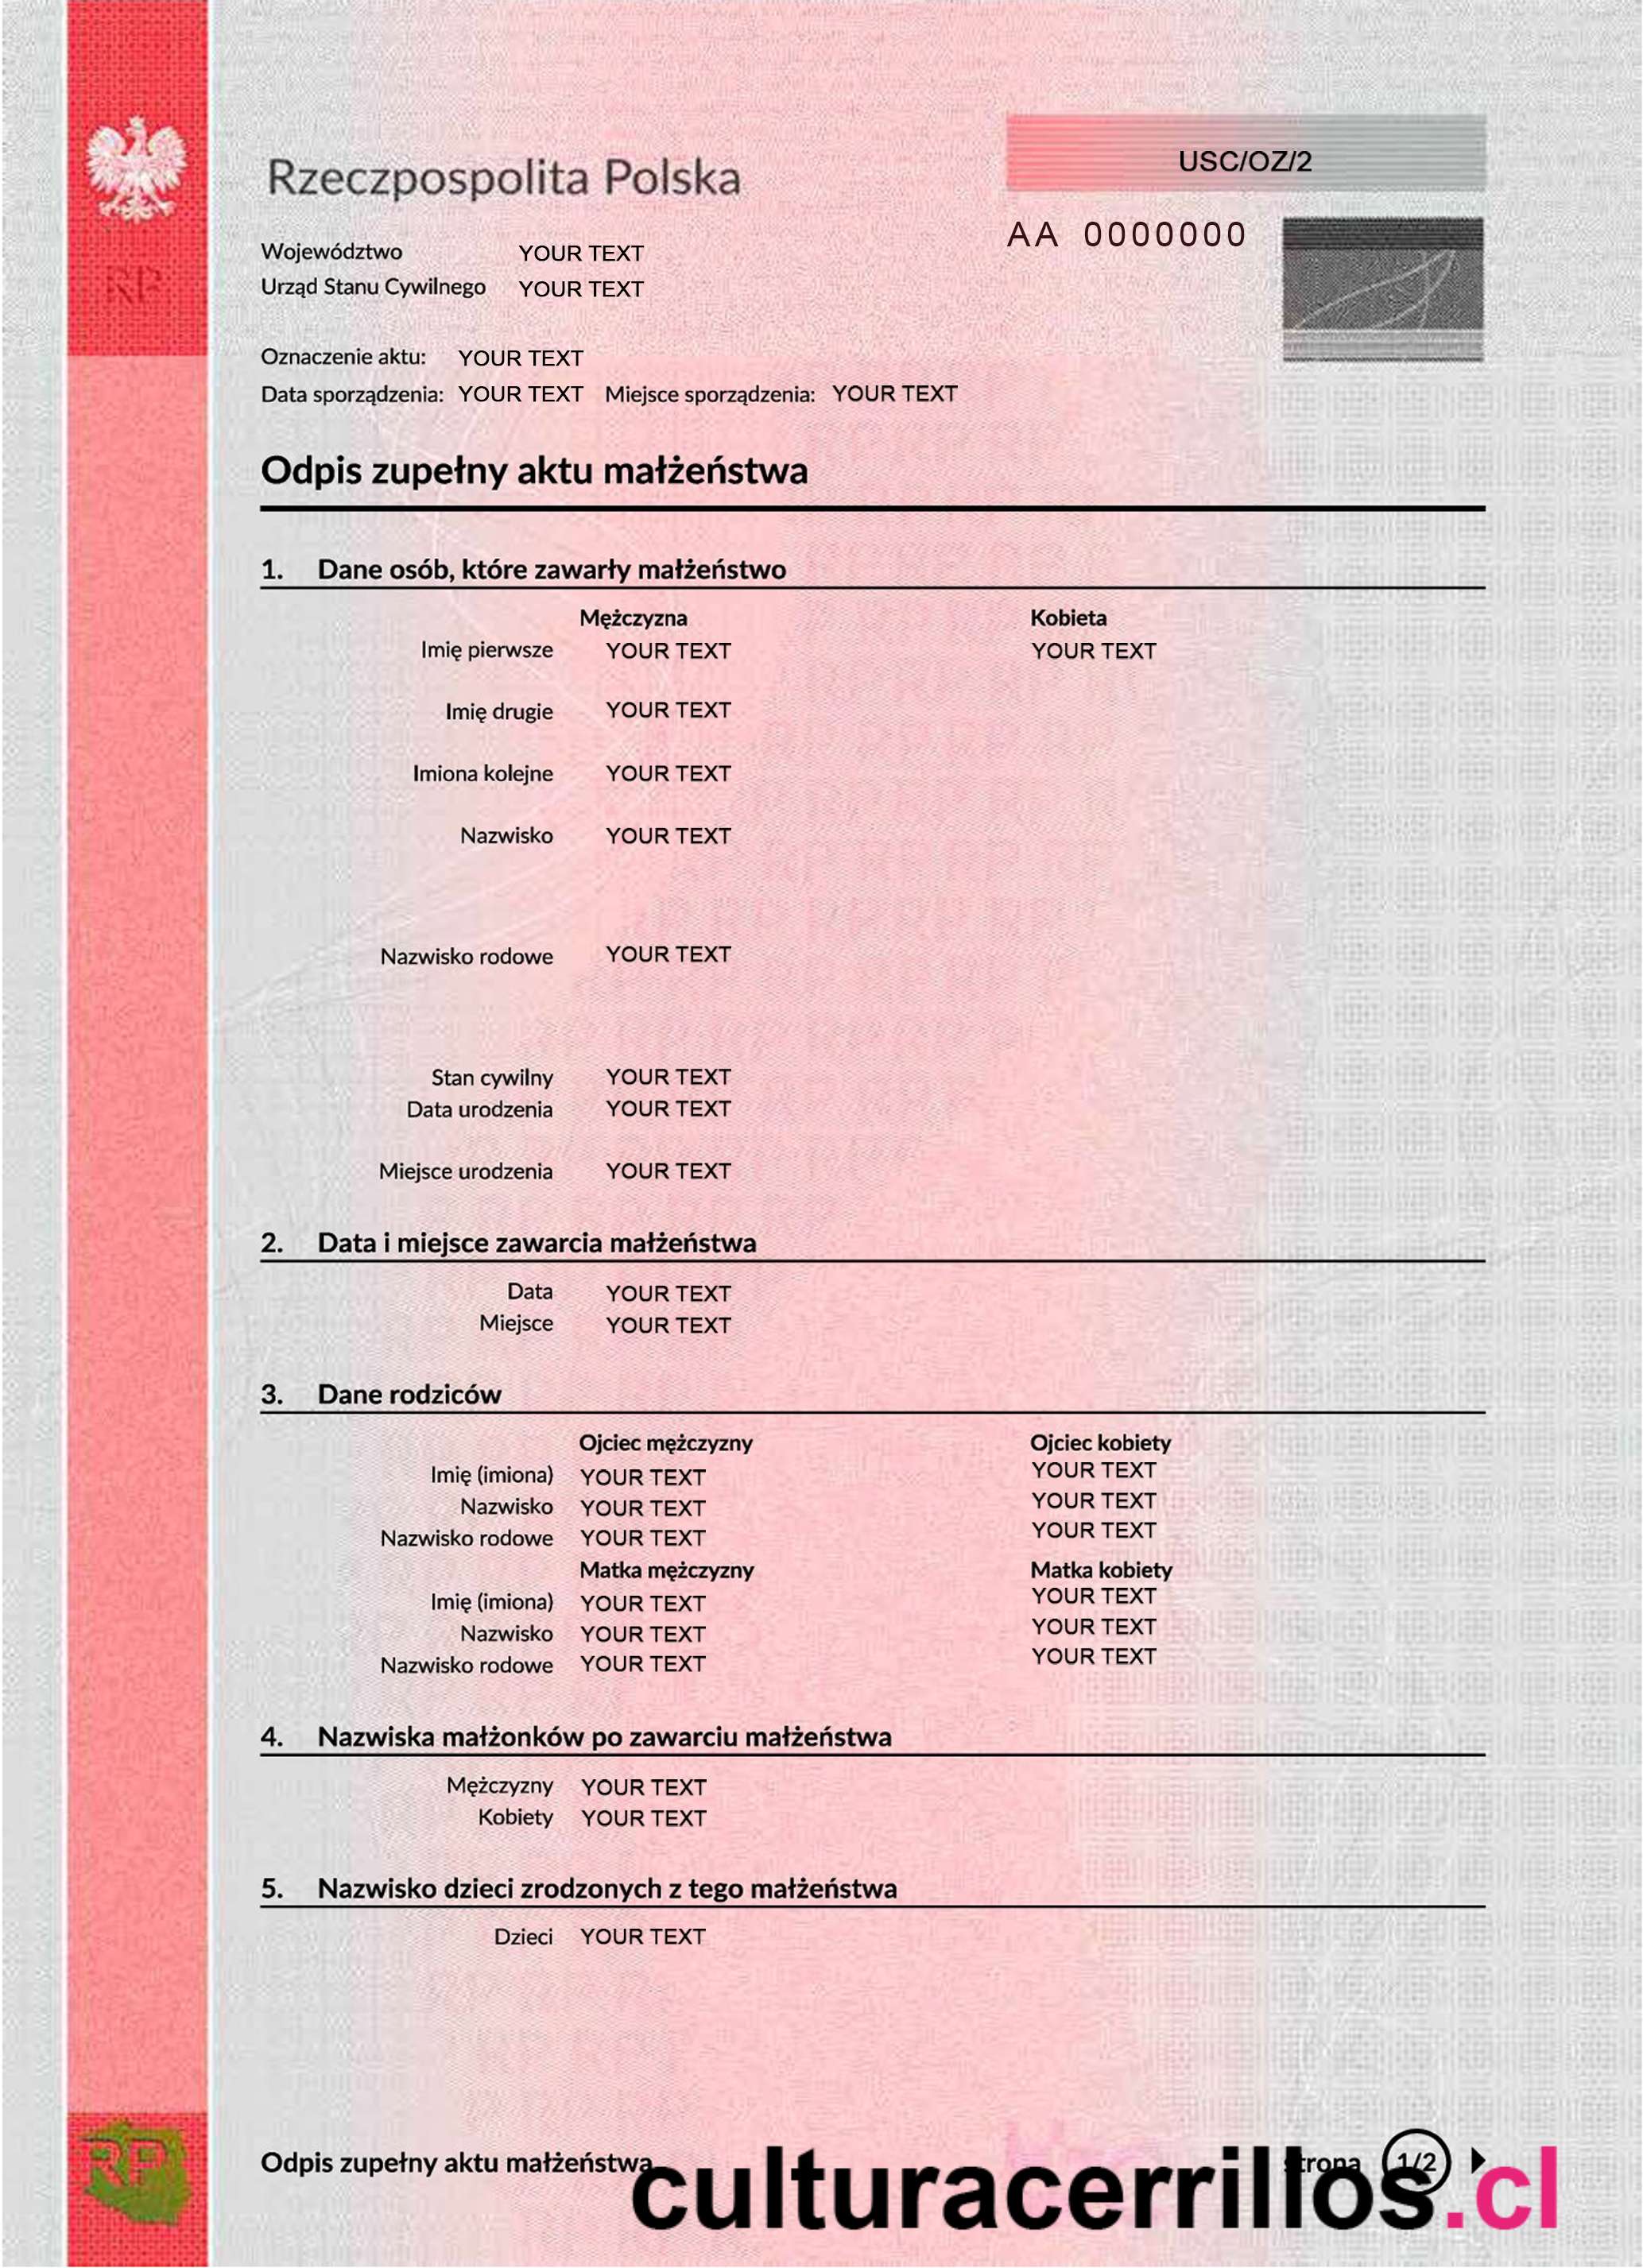 Rzeczpospolita Polska
USC/OZ/2
AA 0000000
RP
Województwo YOUR TEXT
Urząd Stanu Cywilnego YOUR TEXT
Oznaczenie aktu: YOUR TEXT
Data sporządzenia: YOUR TEXT Miejsce sporządzenia: YOUR TEXT
Odpis zupełny aktu małżeństwa
1. Dane osób, które zawarły małżeństwo
Mężczyzna Kobieta
Imię pierwsze YOUR TEXT YOUR TEXT
Imię drugie YOUR TEXT
Imiona kolejne YOUR TEXT
Nazwisko YOUR TEXT
Nazwisko rodowe YOUR TEXT
Stan cywilny YOUR TEXT
Data urodzenia YOUR TEXT
Miejsce urodzenia YOUR TEXT
2. Data i miejsce zawarcia małżeństwa
Data YOUR TEXT
Miejsce YOUR TEXT
3. Dane rodziców
Ojciec mężczyzny Ojciec kobiety
Imię (imiona) YOUR TEXT YOUR TEXT
Nazwisko YOUR TEXT YOUR TEXT
Nazwisko rodowe YOUR TEXT YOUR TEXT
Matka mężczyzny Matka kobiety
Imię (imiona) YOUR TEXT YOUR TEXT
Nazwisko YOUR TEXT YOUR TEXT
Nazwisko rodowe YOUR TEXT YOUR TEXT
4. Nazwiska małżonków po zawarciu małżeństwa
Mężczyzny YOUR TEXT
Kobiety YOUR TEXT
5. Nazwisko dzieci zrodzonych z tego małżeństwa
Dzieci YOUR TEXT
RP
Odpis zupełny aktu małżeństwa strona 1/2
culturacerrillos.cl